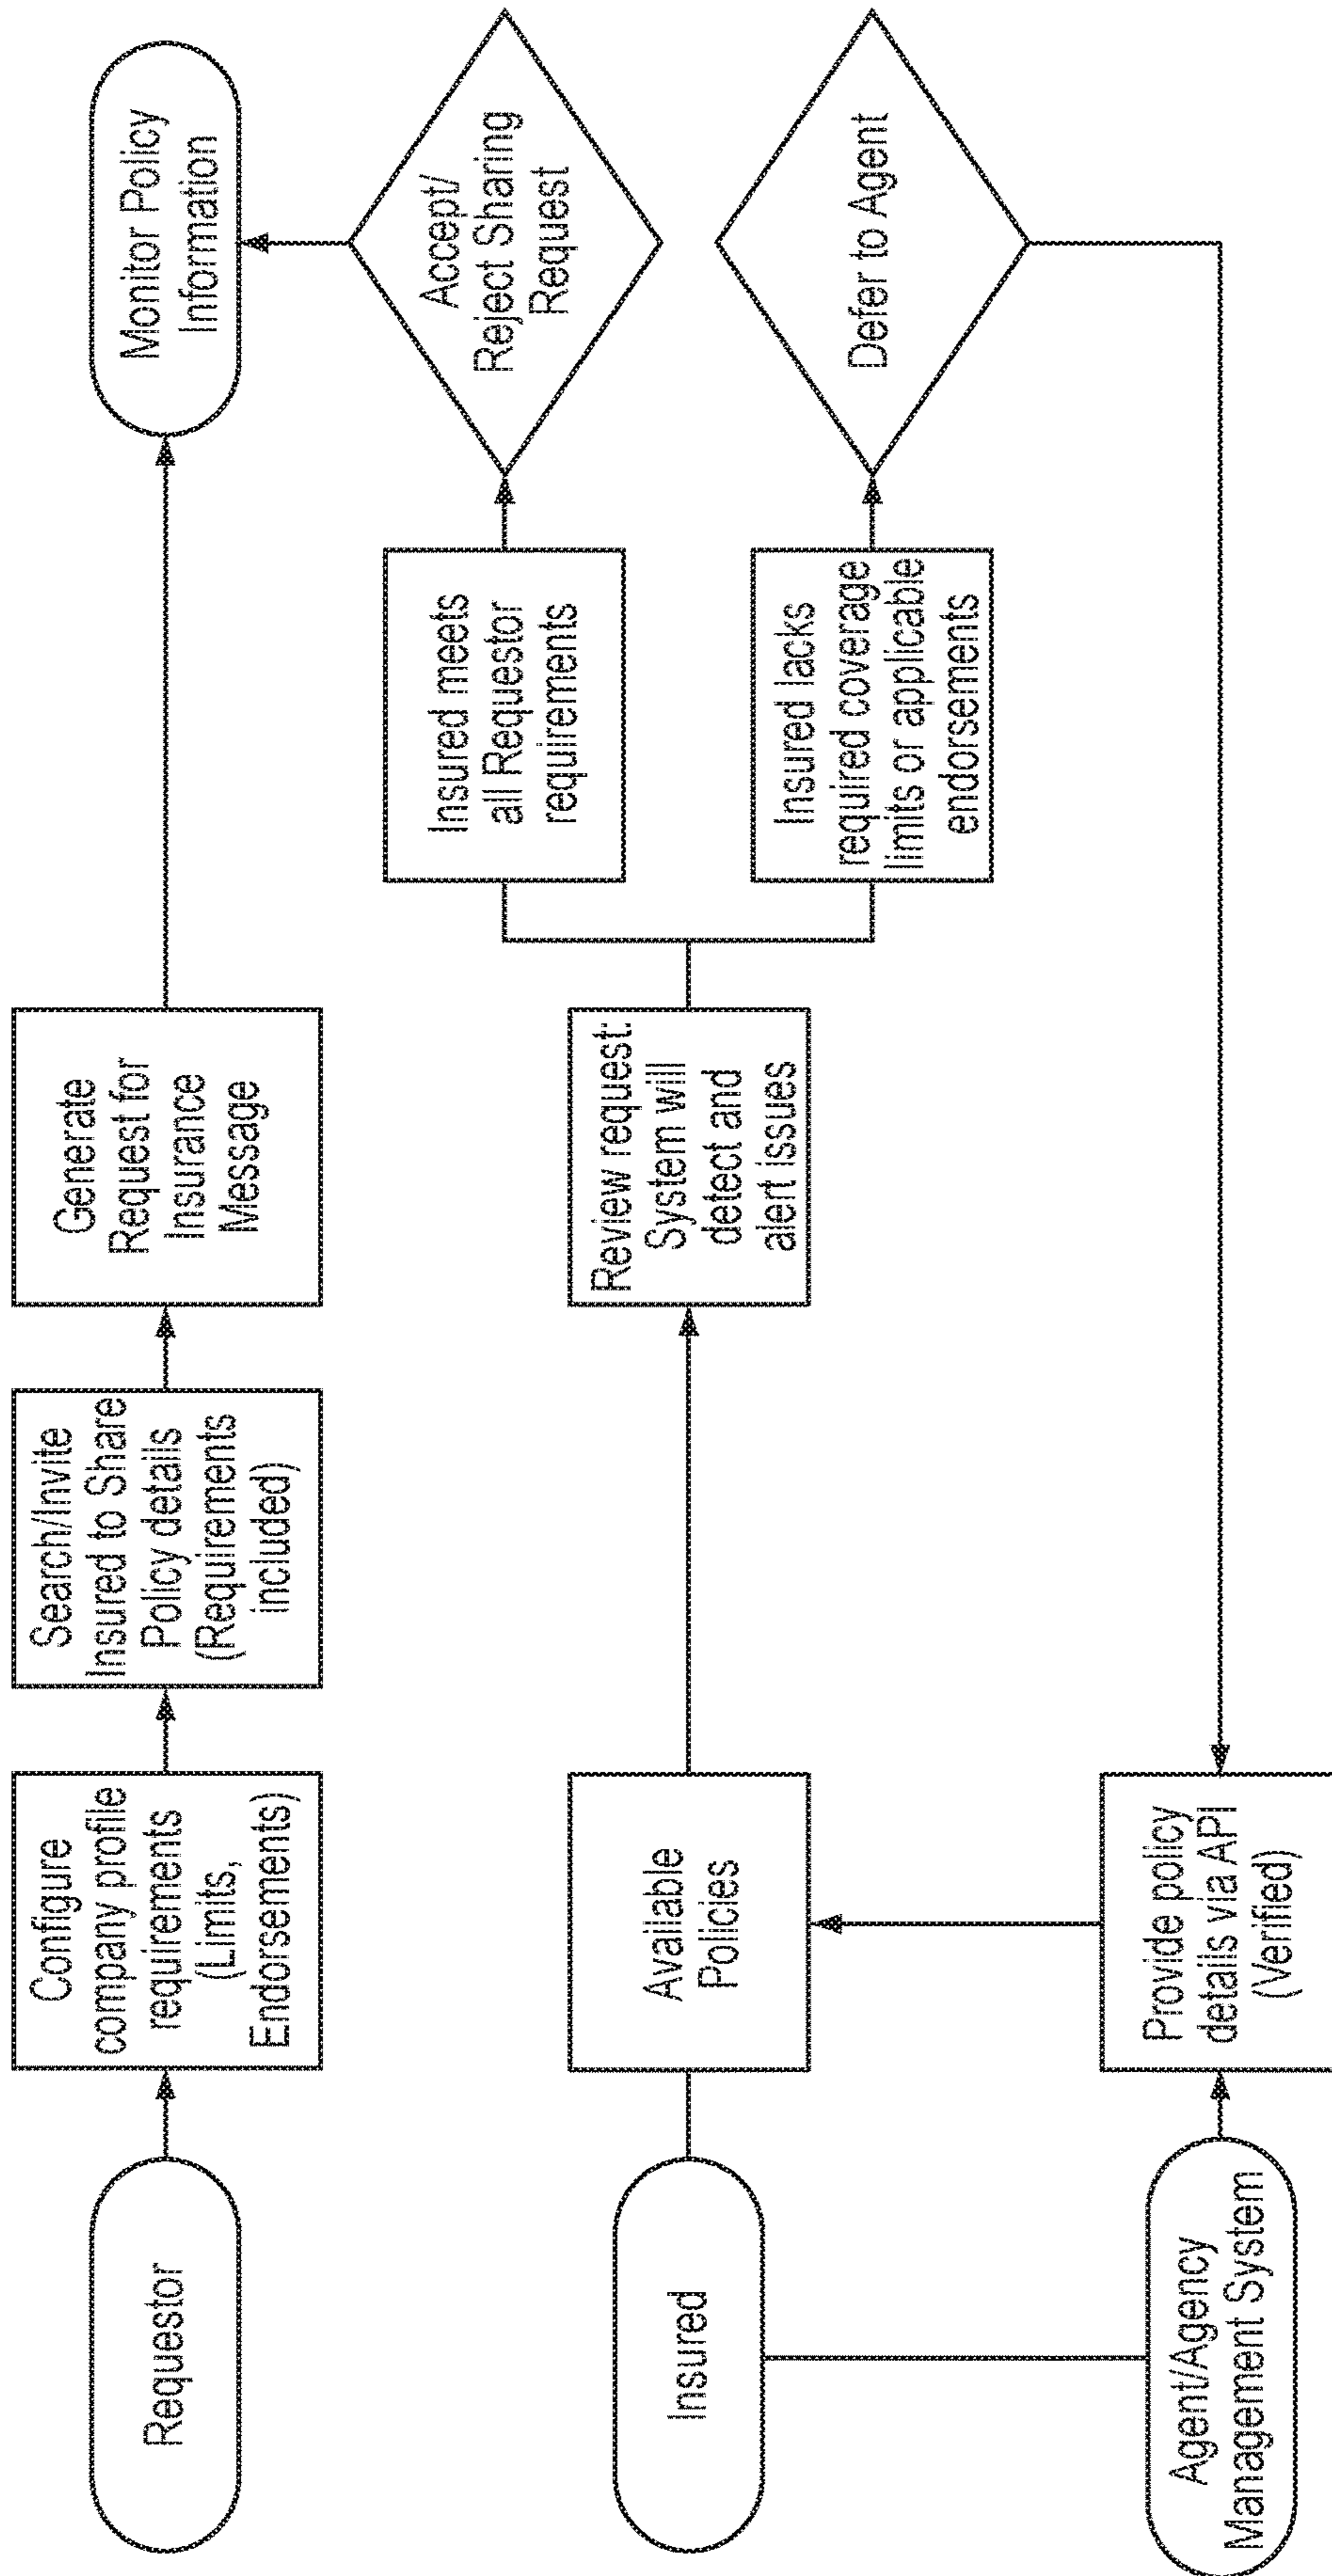 Requestor
Configure
company profile
requirements
(Limits,
Endorsements)
Search/Invite
Insured to Share
Policy details
(Requirements
included)
Generate
Request for
Insurance
Message
Monitor Policy
Information
Insured meets
all Requestor
requirements
Accept/
Reject Sharing
Request
Insured
Available
Policies
Review request:
System will
detect and
alert issues
Insured lacks
required coverage
limits or applicable
endorsements
Defer to Agent
Agent/Agency
Management System
Provide policy
details via API
(Verified)